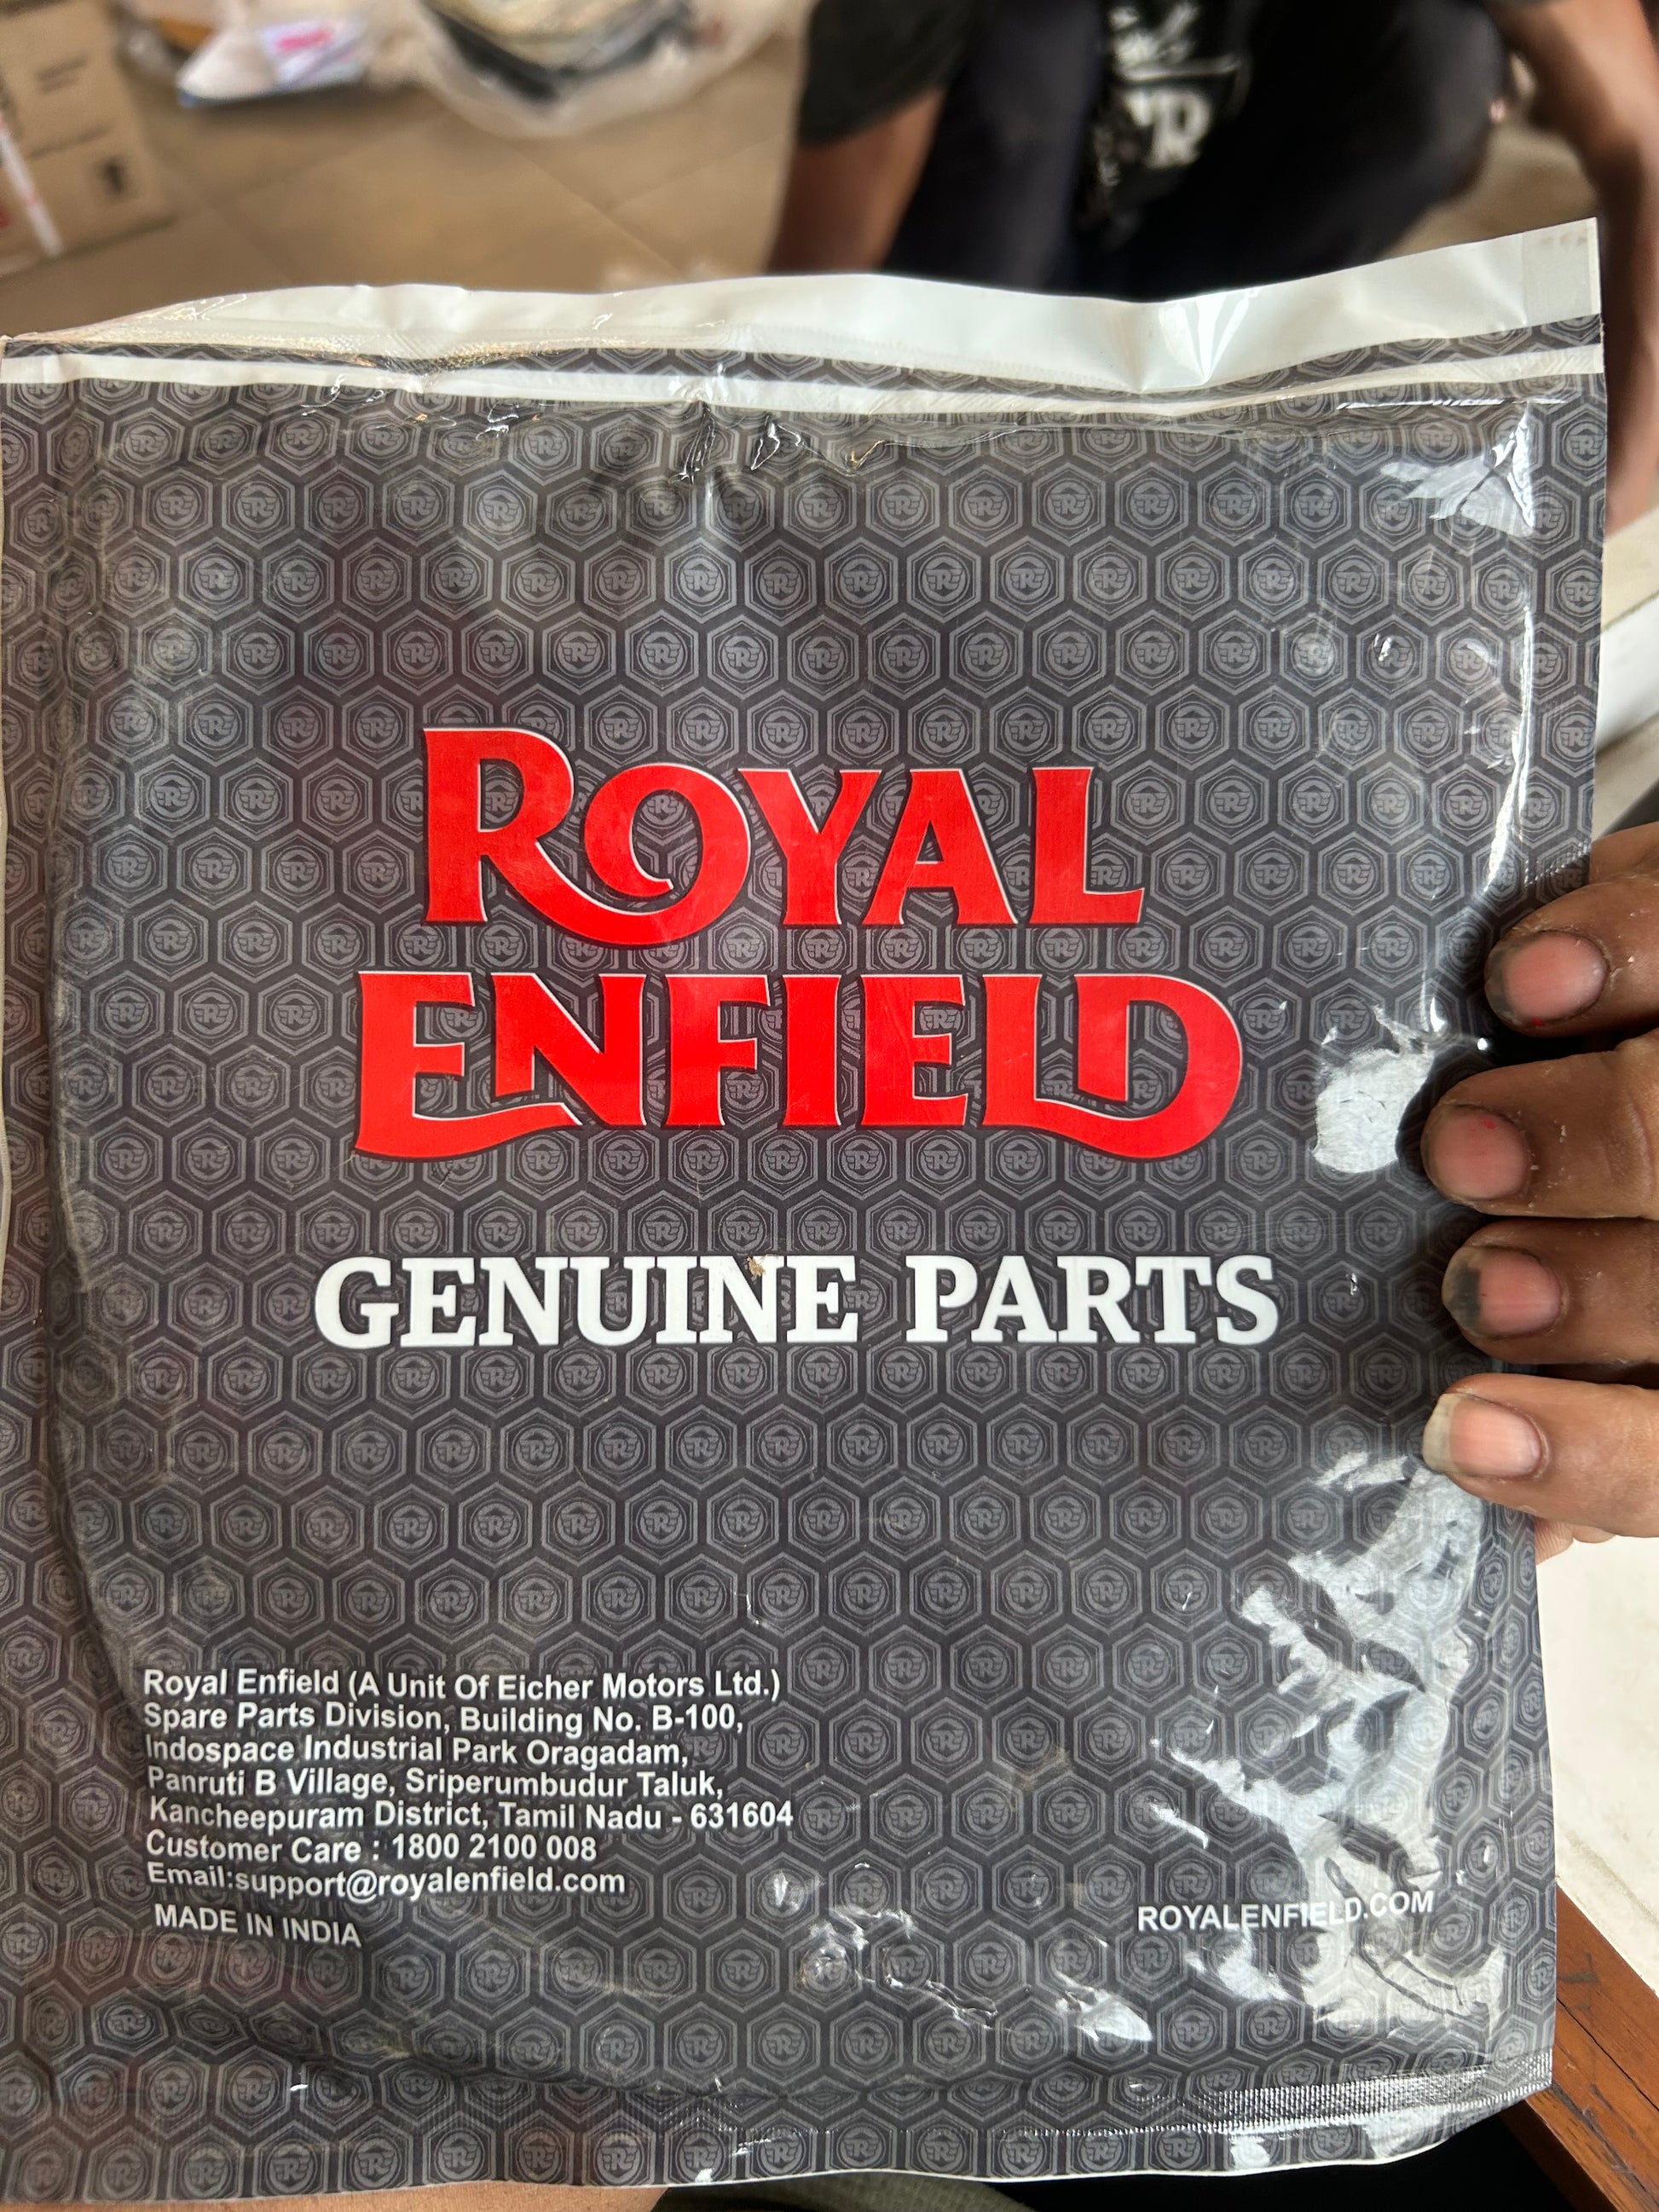 ROYAL
ENFIELD
GENUINE PARTS
Royal Enfield (A Unit Of Eicher Motors Ltd.)
Spare Parts Division, Building No. B-100,
Indospace Industrial Park Oragadam,
Panruti B Village, Sriperumbudur Taluk,
Kancheepuram District, Tamil Nadu - 631604
Customer Care : 1800 2100 008
Email:support@royalenfield.com
MADE IN INDIA
ROYALENFIELD.COM